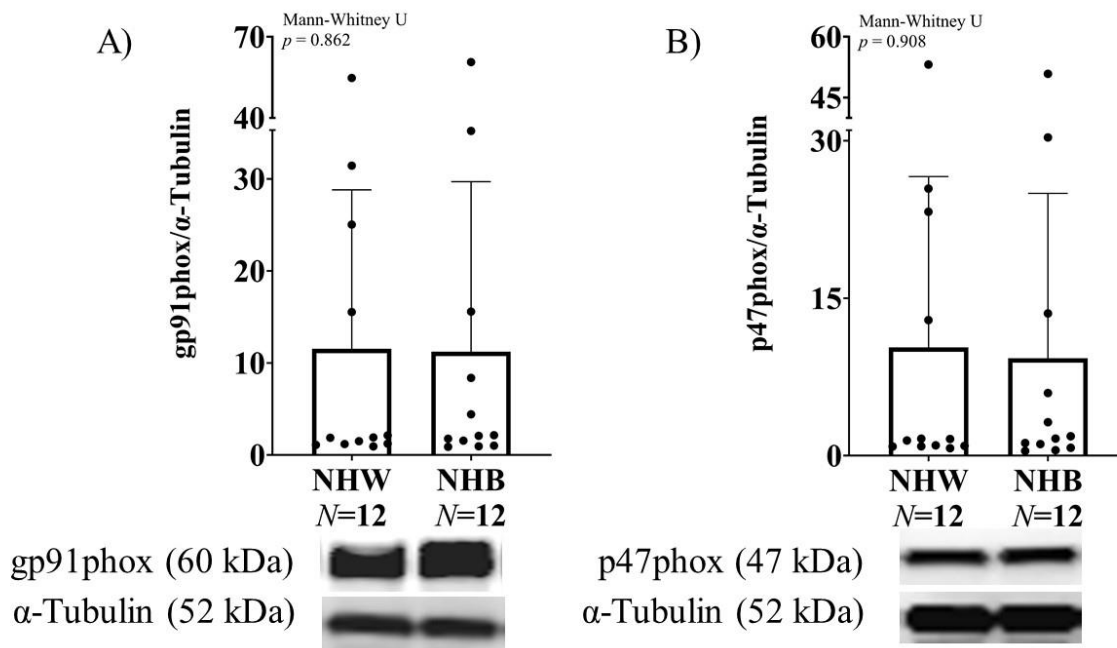 A)
Mann-Whitney U
p = 0.862
gp91phox/α-Tubulin
70
40
30
20
10
0
NHW
NHB
N=12
N=12
gp91phox (60 kDa)
α-Tubulin (52 kDa)
B)
Mann-Whitney U
p = 0.908
p47phox/α-Tubulin
60
45
30
15
0
NHW
NHB
N=12
N=12
p47phox (47 kDa)
α-Tubulin (52 kDa)